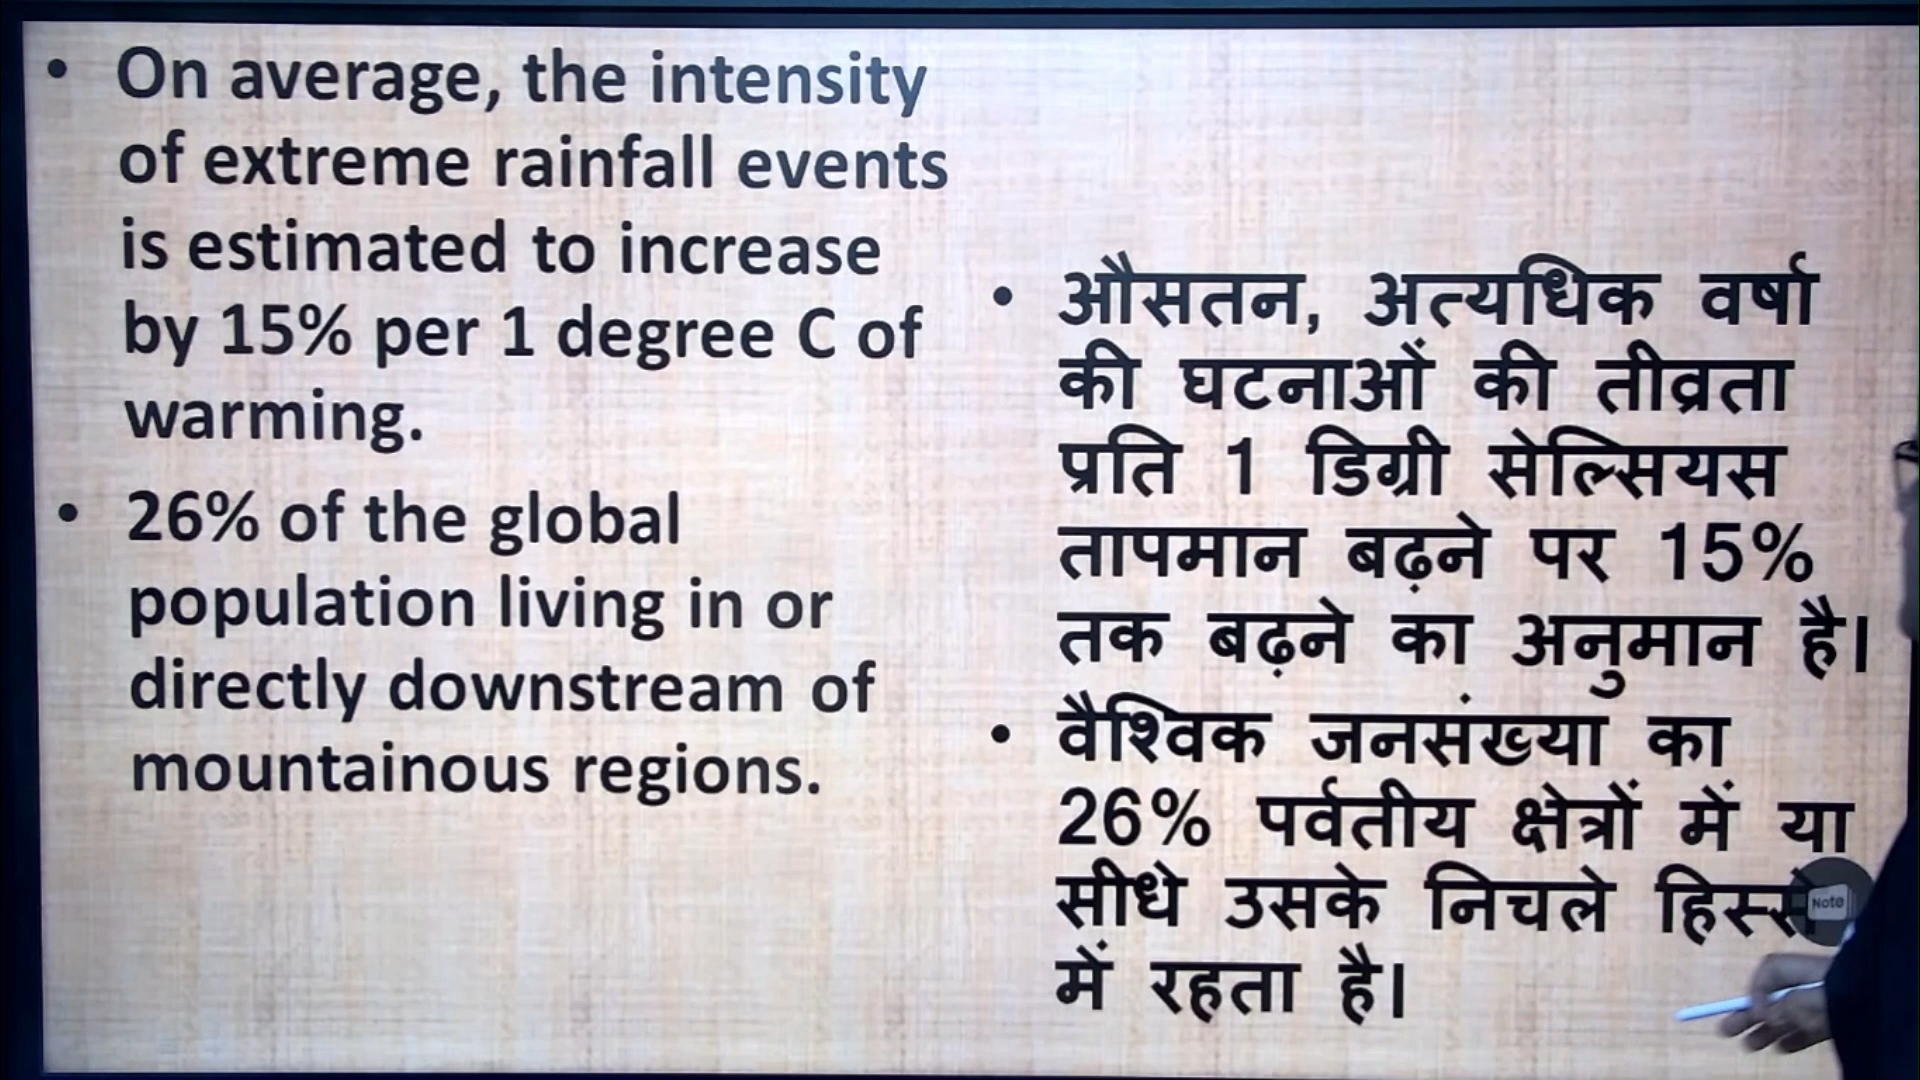 • On average, the intensity
of extreme rainfall events
is estimated to increase
by 15% per 1 degree C of
warming.
• 26% of the global
population living in or
directly downstream of
mountainous regions.
• औसतन, अत्यधिक वर्षा
की घटनाओं की तीव्रता
प्रति 1 डिग्री सेल्सियस
तापमान बढ़ने पर 15%
तक बढ़ने का अनुमान है।
• वैश्विक जनसंख्या का
26% पर्वतीय क्षेत्रों में या
सीधे उसके निचले हिस्से
में रहता है।
Note